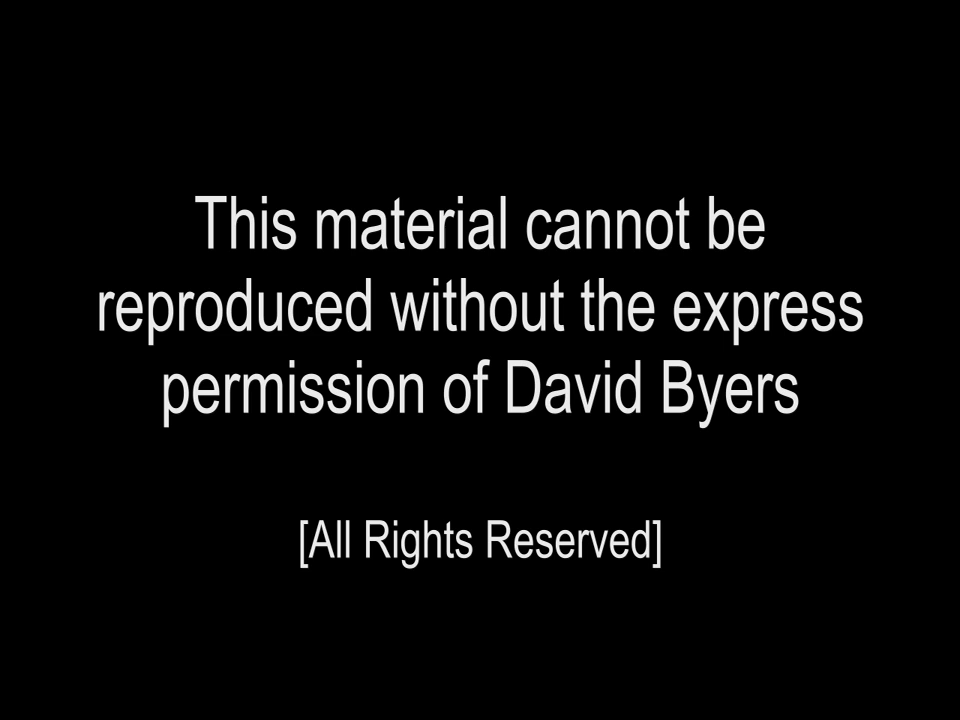 This material cannot be
reproduced without the express
permission of David Byers
[All Rights Reserved]